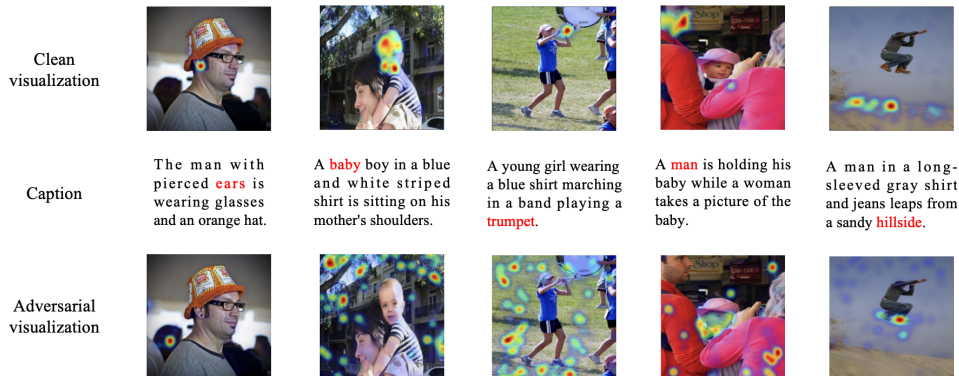 Clean
visualization
Shop
Caption
The man with
pierced ears is
wearing glasses
and an orange hat.
A baby boy in a blue
and white striped
shirt is sitting on his
mother's shoulders.
A young girl wearing
a blue shirt marching
in a band playing a
trumpet.
A man is holding his
baby while a woman
takes a picture of the
baby.
A man in a long-
sleeved gray shirt
and jeans leaps from
a sandy hillside.
Adversarial
visualization
Shop